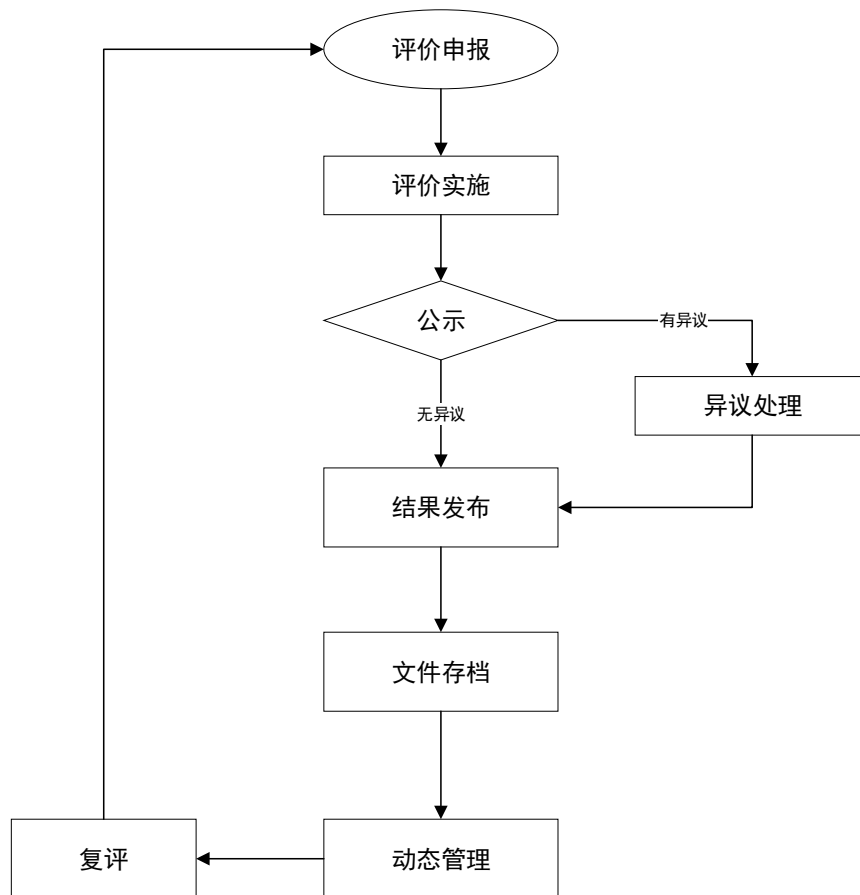 评价申报
评价实施
公示
有异议
异议处理
无异议
结果发布
文件存档
复评
动态管理